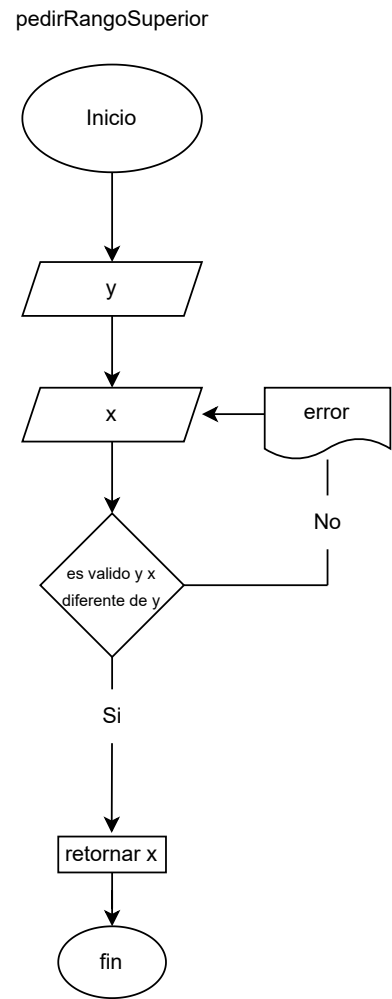 pedirRangoSuperior
Inicio
y
x
error
No
es valido y x
diferente de y
Si
retornar x
fin